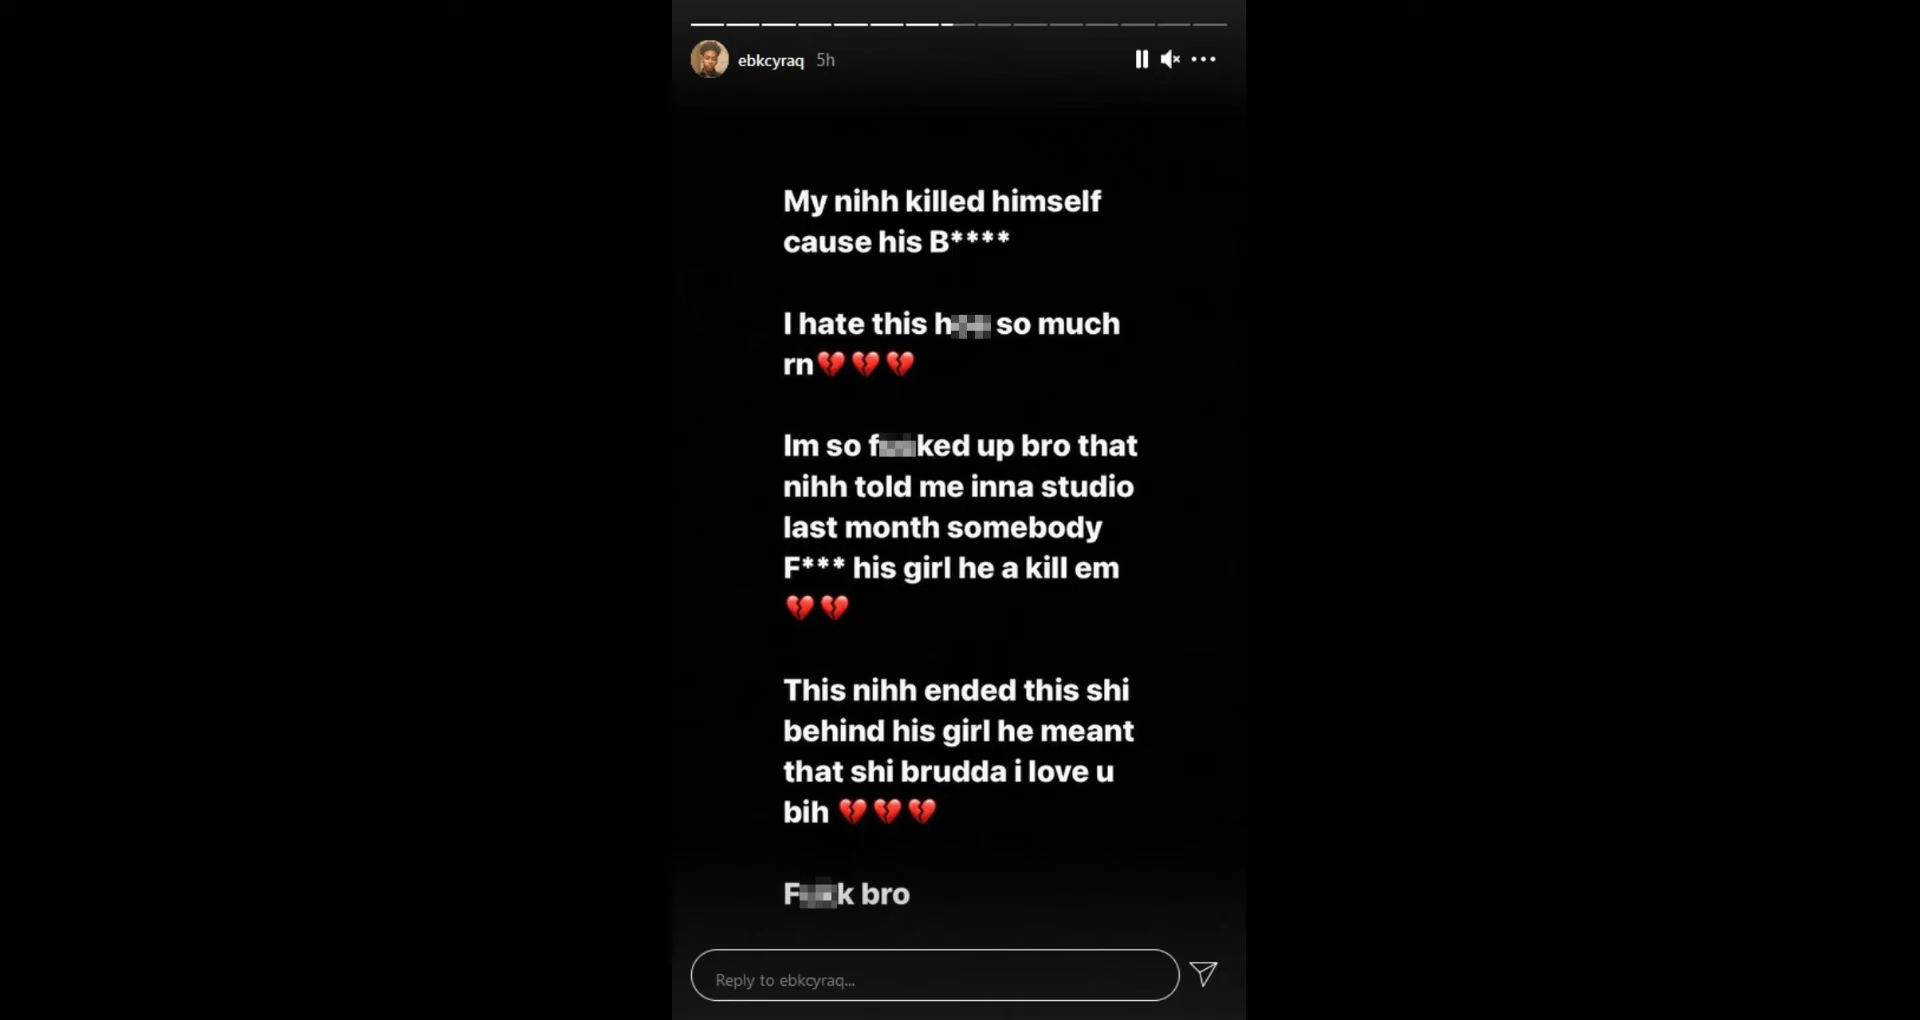 ebkcyraq 5h
My nihh killed himself
cause his B****
I hate this h so much
rn💔💔💔
Im so f ked up bro that
nihh told me inna studio
last month somebody
F*** his girl he a kill em
💔💔
This nihh ended this shi
behind his girl he meant
that shi brudda i love u
bih 💔💔💔
F k bro
Reply to ebkcyraq...